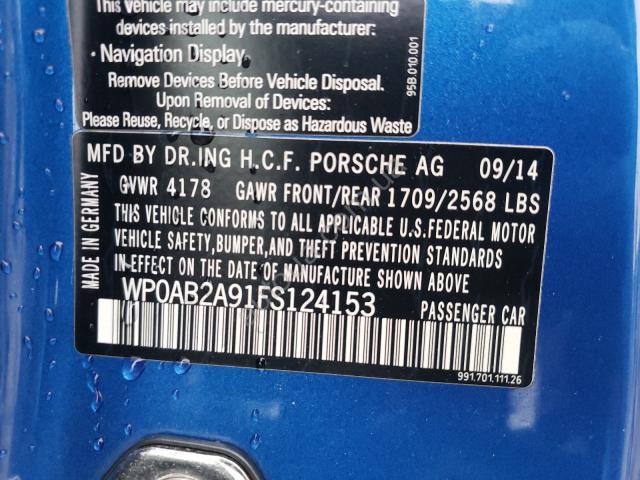 This Vehicle may include mercury-containing
devices installed by the manufacturer:
· Navigation Display.
Remove Devices Before Vehicle Disposal.
Upon Removal of Devices:
Please Reuse, Recycle, or Dispose as Hazardous Waste
95B.010.001
MFD BY DR.ING H.C.F. PORSCHE AG 09/14
GVWR 4178 GAWR FRONT/REAR 1709/2568 LBS
THIS VEHICLE CONFORMS TO ALL APPLICABLE U.S.FEDERAL MOTOR
VEHICLE SAFETY,BUMPER,AND THEFT PREVENTION STANDARDS
IN EFFECT ON THE DATE OF MANUFACTURE SHOWN ABOVE
WP0AB2A91FS124153 PASSENGER CAR
MADE IN GERMANY
991.701.111.26